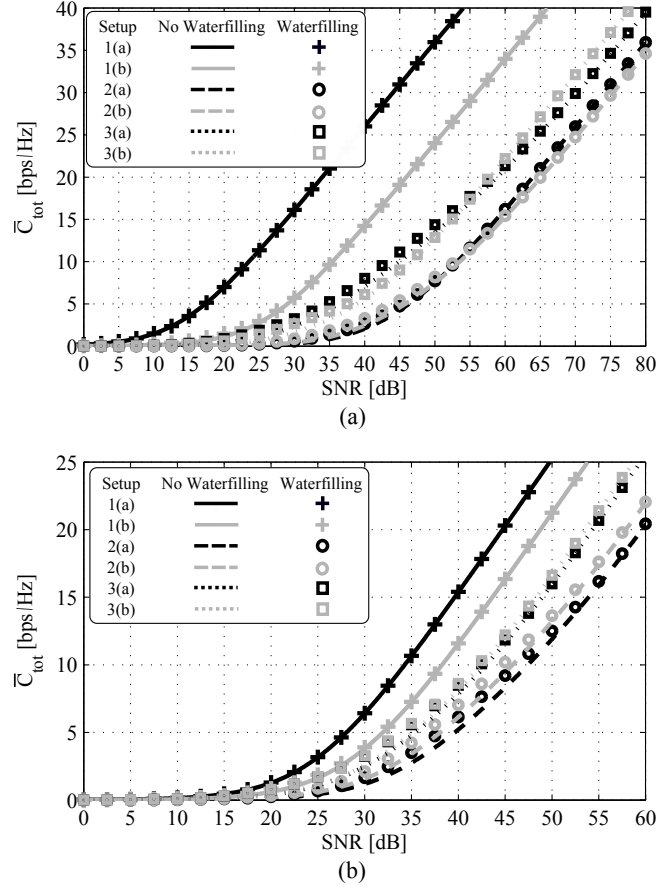 40
35
30
25
20
15
10
5
0
C̅tot [bps/Hz]
Setup No Waterfilling Waterfilling
1(a)
1(b)
2(a)
2(b)
3(a)
3(b)
0 5 10 15 20 25 30 35 40 45 50 55 60 65 70 75 80
SNR [dB]
(a)
25
20
15
10
5
0
C̅tot [bps/Hz]
Setup No Waterfilling Waterfilling
1(a)
1(b)
2(a)
2(b)
3(a)
3(b)
0 5 10 15 20 25 30 35 40 45 50 55 60
SNR [dB]
(b)